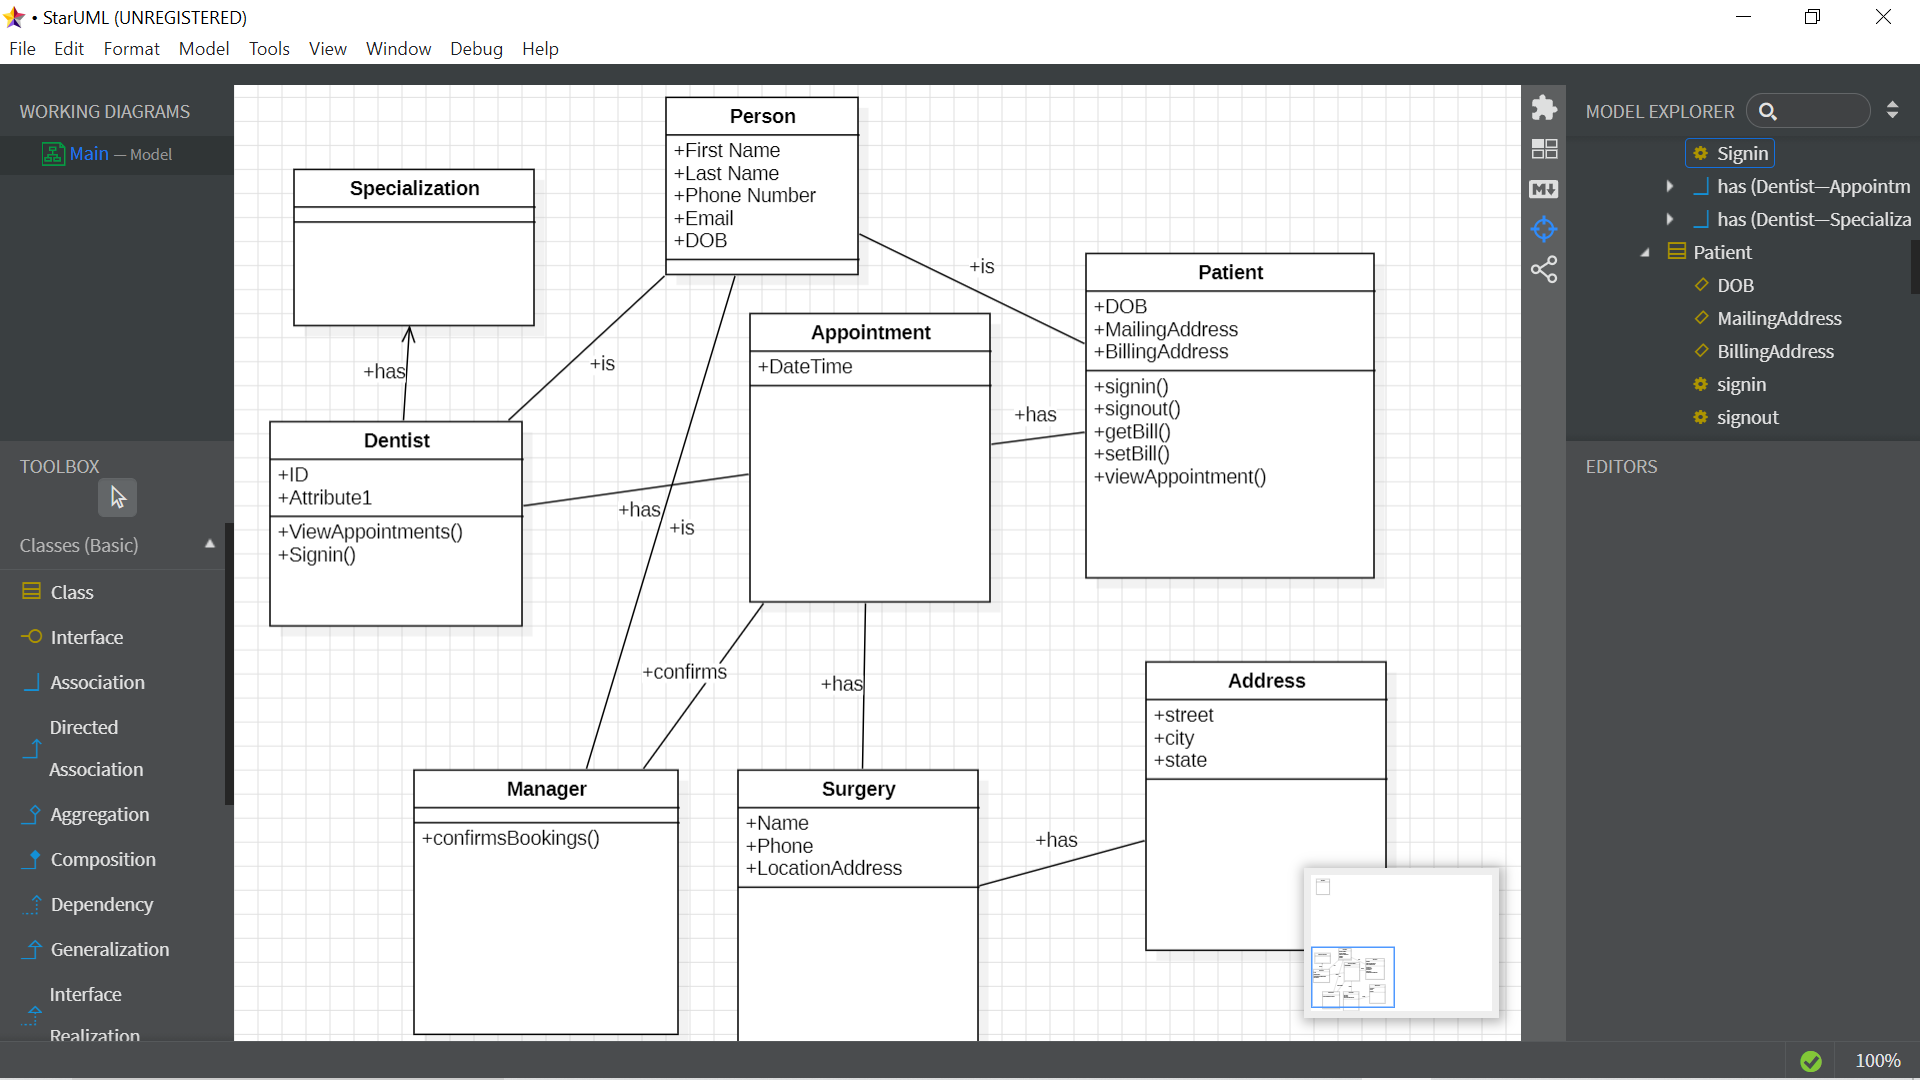 • StarUML (UNREGISTERED)
File Edit Format Model Tools View Window Debug Help
WORKING DIAGRAMS
Main — Model
TOOLBOX
Classes (Basic)
Class
Interface
Association
Directed
Association
Aggregation
Composition
Dependency
Generalization
Interface
Realization
Person
+First Name
+Last Name
+Phone Number
+Email
+DOB
Specialization
+is
Patient
+DOB
+MailingAddress
+BillingAddress
+signin()
+signout()
+getBill()
+setBill()
+viewAppointment()
Appointment
+DateTime
+has
+is
+has
Dentist
+ID
+Attribute1
+ViewAppointments()
+Signin()
+has
+is
+confirms
+has
Address
+street
+city
+state
Manager
+confirmsBookings()
Surgery
+Name
+Phone
+LocationAddress
+has
MODEL EXPLORER
Signin
has (Dentist—Appointm
has (Dentist—Specializa
Patient
DOB
MailingAddress
BillingAddress
signin
signout
EDITORS
M
100%